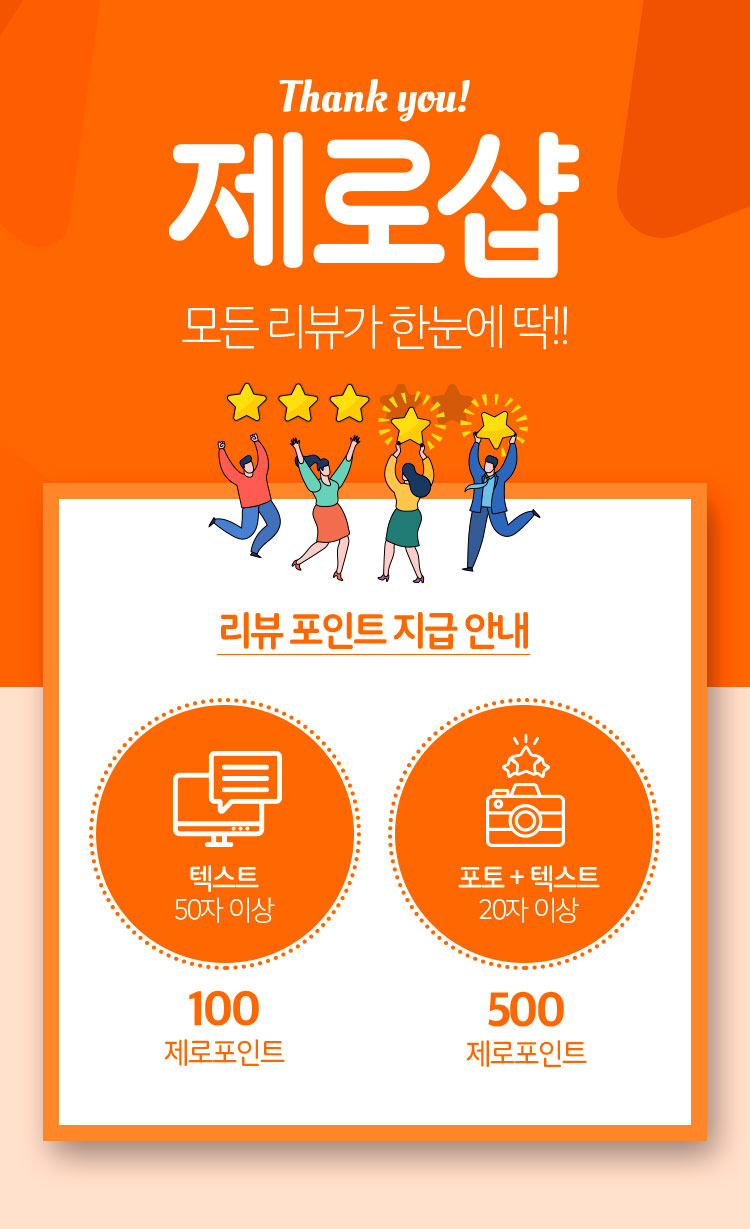 Thank you!
제로샵
모든 리뷰가 한눈에 딱!!
리뷰 포인트 지급 안내
텍스트
50자 이상
100
제로포인트
포토 + 텍스트
20자 이상
500
제로포인트